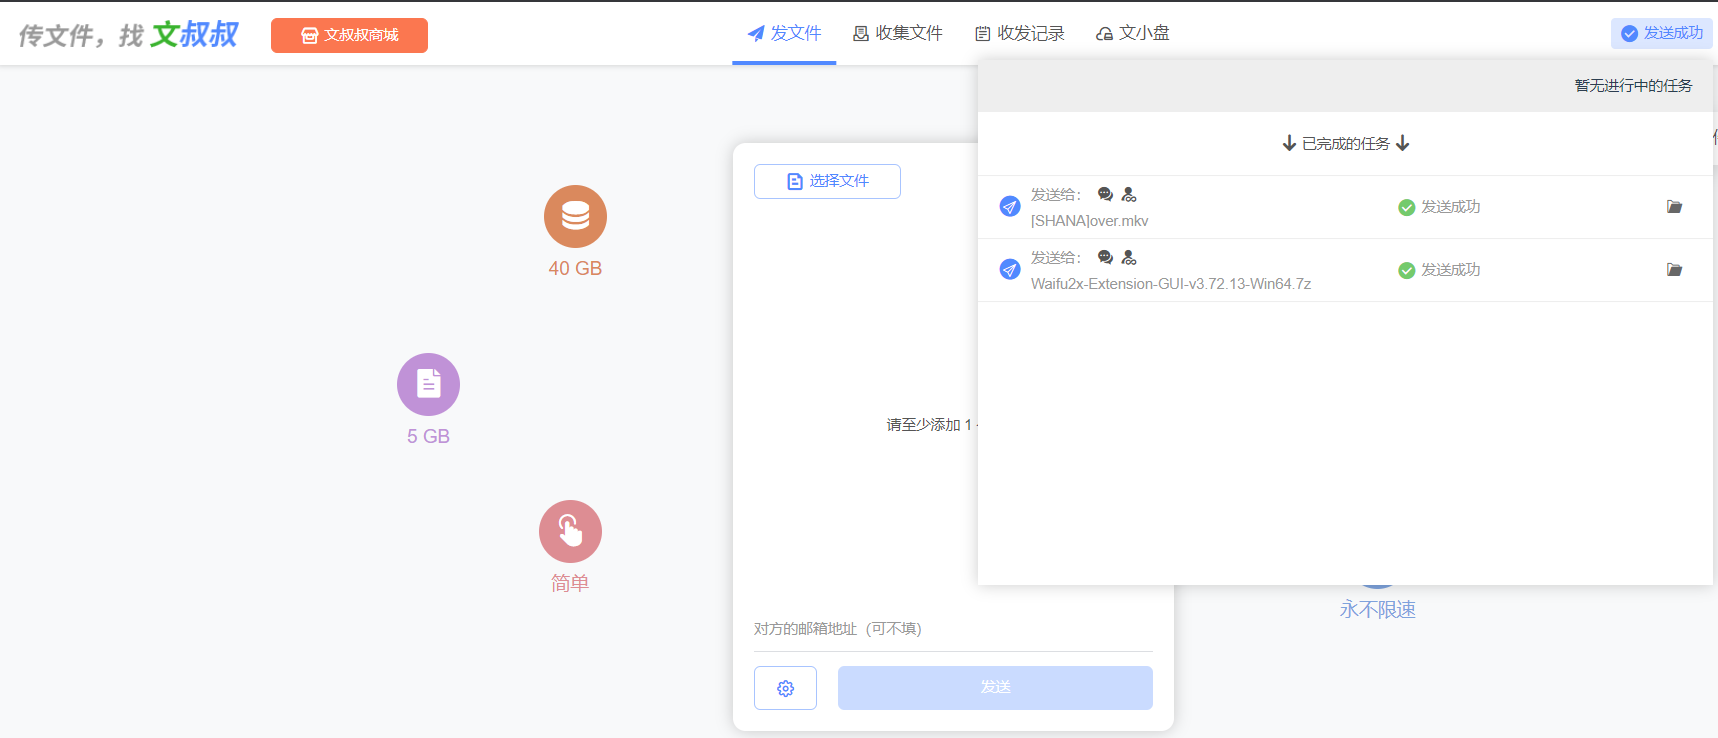 传文件，找 文叔叔
文叔叔商城
发文件
收集文件
收发记录
文小盘
发送成功
暂无进行中的任务
已完成的任务
发送给：
[SHANA]over.mkv
发送成功
发送给：
Waifu2x-Extension-GUI-v3.72.13-Win64.7z
发送成功
选择文件
40 GB
5 GB
请至少添加 1
简单
永不限速
对方的邮箱地址（可不填）
发送